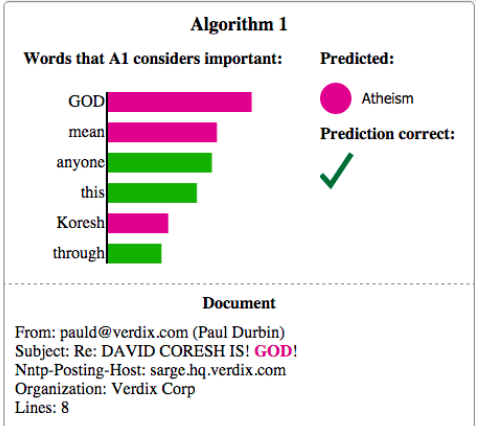 Algorithm 1
Words that A1 considers important:
Predicted:
GOD
mean
anyone
this
Koresh
through
Atheism
Prediction correct:
Document
From: pauld@verdix.com (Paul Durbin)
Subject: Re: DAVID CORESH IS! GOD!
Nntp-Posting-Host: sarge.hq.verdix.com
Organization: Verdix Corp
Lines: 8